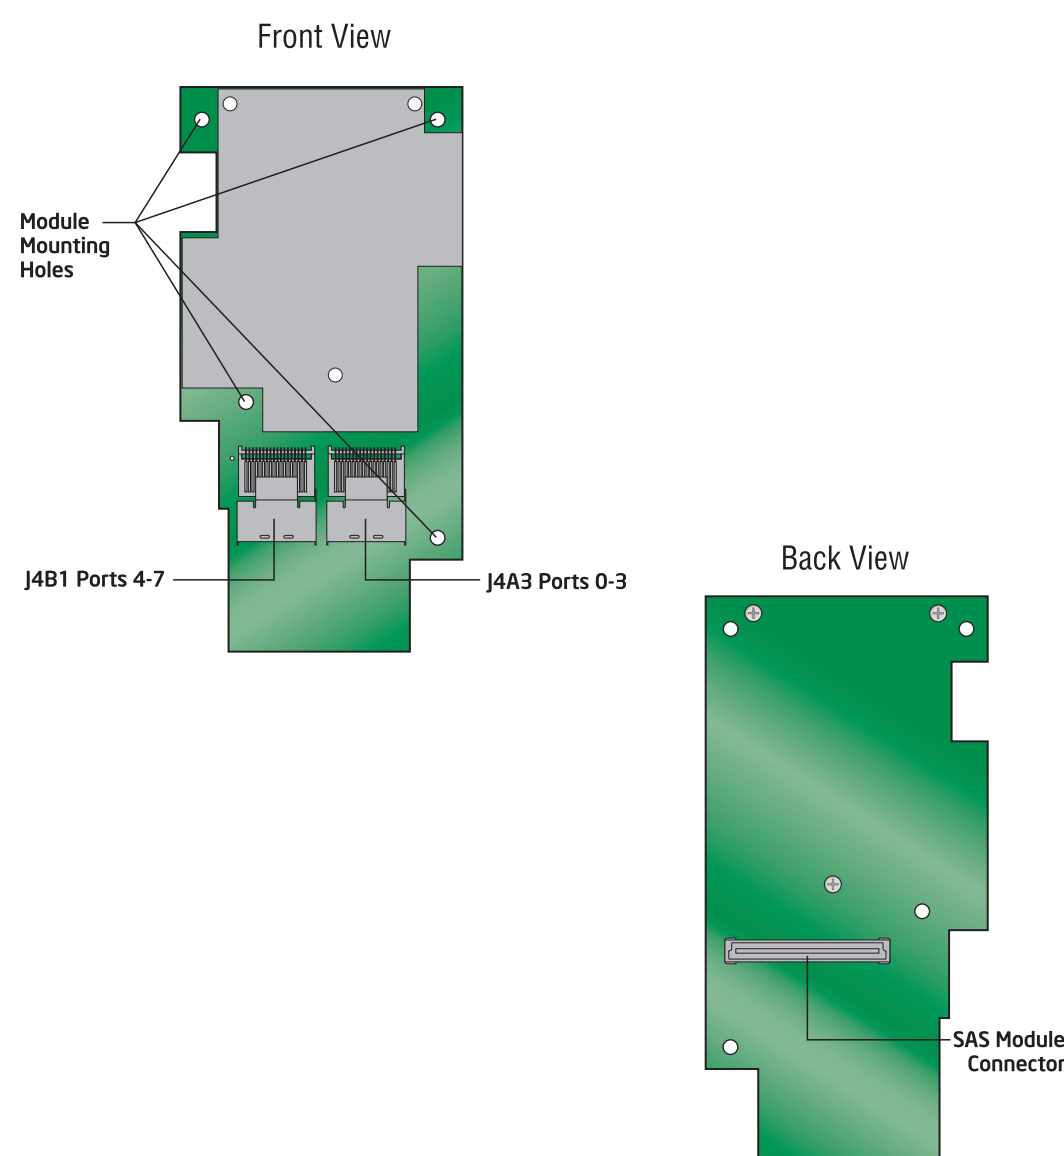 Front View
Module
Mounting
Holes
J4B1 Ports 4-7
J4A3 Ports 0-3
Back View
SAS Module
Connector